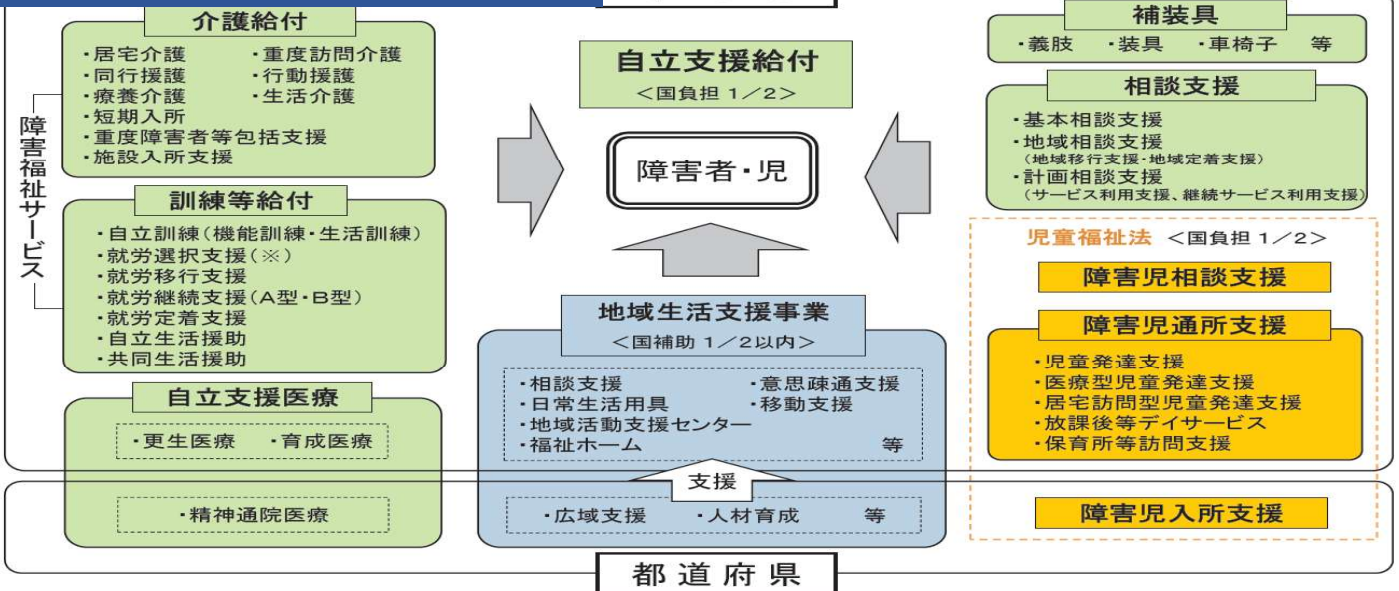 介護給付
・居宅介護 ・重度訪問介護
・同行援護 ・行動援護
・療養介護 ・生活介護
・短期入所
・重度障害者等包括支援
・施設入所支援
障害福祉サービス
訓練等給付
・自立訓練(機能訓練・生活訓練)
・就労選択支援(※)
・就労移行支援
・就労継続支援(A型・B型)
・就労定着支援
・自立生活援助
・共同生活援助
自立支援医療
・更生医療 ・育成医療
・精神通院医療
自立支援給付
<国負担 1/2>
障害者・児
地域生活支援事業
<国補助 1/2以内>
・相談支援 ・意思疎通支援
・日常生活用具 ・移動支援
・地域活動支援センター
・福祉ホーム 等
支援
・広域支援 ・人材育成 等
補装具
・義肢 ・装具 ・車椅子 等
相談支援
・基本相談支援
・地域相談支援
(地域移行支援・地域定着支援)
・計画相談支援
(サービス利用支援、継続サービス利用支援)
児童福祉法 <国負担 1/2>
障害児相談支援
障害児通所支援
・児童発達支援
・医療型児童発達支援
・居宅訪問型児童発達支援
・放課後等デイサービス
・保育所等訪問支援
障害児入所支援
都道府県